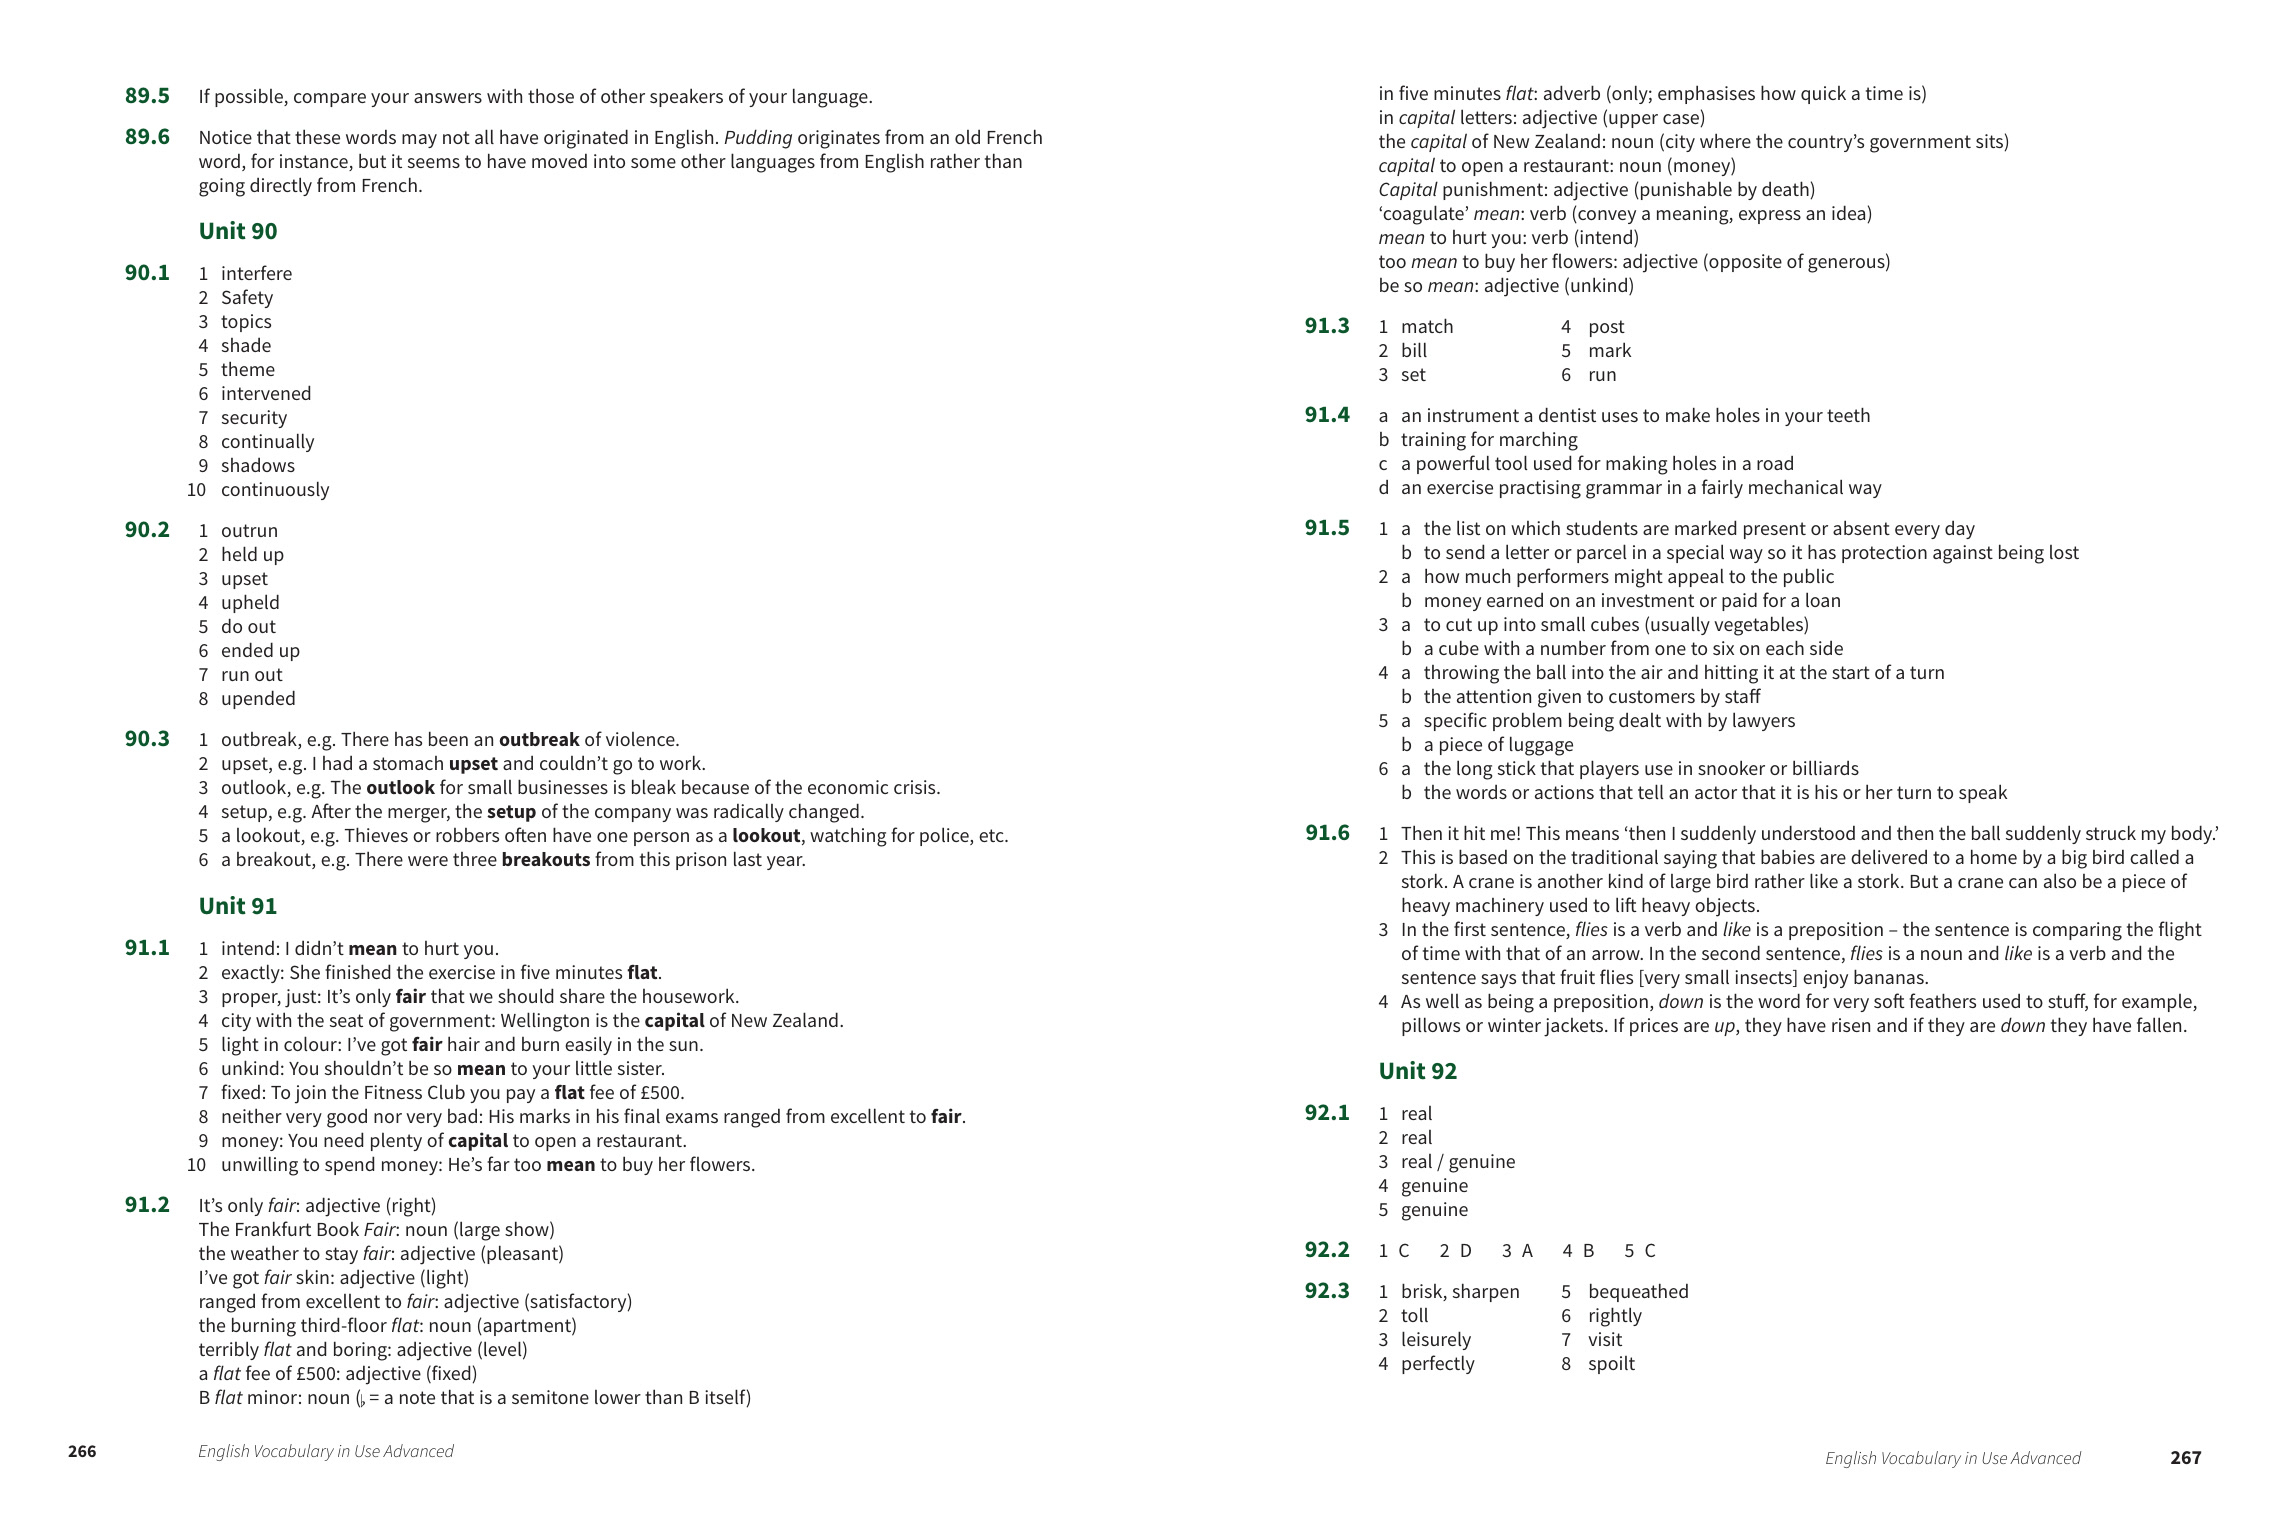 89.5 If possible, compare your answers with those of other speakers of your language.
89.6 Notice that these words may not all have originated in English. Pudding originates from an old French
word, for instance, but it seems to have moved into some other languages from English rather than
going directly from French.
Unit 90
90.1 1 interfere
2 Safety
3 topics
4 shade
5 theme
6 intervened
7 security
8 continually
9 shadows
10 continuously
90.2 1 outrun
2 held up
3 upset
4 upheld
5 do out
6 ended up
7 run out
8 upended
90.3 1 outbreak, e.g. There has been an outbreak of violence.
2 upset, e.g. I had a stomach upset and couldn’t go to work.
3 outlook, e.g. The outlook for small businesses is bleak because of the economic crisis.
4 setup, e.g. After the merger, the setup of the company was radically changed.
5 a lookout, e.g. Thieves or robbers often have one person as a lookout, watching for police, etc.
6 a breakout, e.g. There were three breakouts from this prison last year.
Unit 91
91.1 1 intend: I didn’t mean to hurt you.
2 exactly: She finished the exercise in five minutes flat.
3 proper, just: It’s only fair that we should share the housework.
4 city with the seat of government: Wellington is the capital of New Zealand.
5 light in colour: I’ve got fair hair and burn easily in the sun.
6 unkind: You shouldn’t be so mean to your little sister.
7 fixed: To join the Fitness Club you pay a flat fee of £500.
8 neither very good nor very bad: His marks in his final exams ranged from excellent to fair.
9 money: You need plenty of capital to open a restaurant.
10 unwilling to spend money: He’s far too mean to buy her flowers.
91.2 It’s only fair: adjective (right)
The Frankfurt Book Fair: noun (large show)
the weather to stay fair: adjective (pleasant)
I’ve got fair skin: adjective (light)
ranged from excellent to fair: adjective (satisfactory)
the burning third-floor flat: noun (apartment)
terribly flat and boring: adjective (level)
a flat fee of £500: adjective (fixed)
B flat minor: noun (♭ = a note that is a semitone lower than B itself)
266 English Vocabulary in Use Advanced
in five minutes flat: adverb (only; emphasises how quick a time is)
in capital letters: adjective (upper case)
the capital of New Zealand: noun (city where the country’s government sits)
capital to open a restaurant: noun (money)
Capital punishment: adjective (punishable by death)
‘coagulate’ mean: verb (convey a meaning, express an idea)
mean to hurt you: verb (intend)
too mean to buy her flowers: adjective (opposite of generous)
be so mean: adjective (unkind)
91.3 1 match 4 post
2 bill 5 mark
3 set 6 run
91.4 a an instrument a dentist uses to make holes in your teeth
b training for marching
c a powerful tool used for making holes in a road
d an exercise practising grammar in a fairly mechanical way
91.5 1 a the list on which students are marked present or absent every day
b to send a letter or parcel in a special way so it has protection against being lost
2 a how much performers might appeal to the public
b money earned on an investment or paid for a loan
3 a to cut up into small cubes (usually vegetables)
b a cube with a number from one to six on each side
4 a throwing the ball into the air and hitting it at the start of a turn
b the attention given to customers by staff
5 a specific problem being dealt with by lawyers
b a piece of luggage
6 a the long stick that players use in snooker or billiards
b the words or actions that tell an actor that it is his or her turn to speak
91.6 1 Then it hit me! This means ‘then I suddenly understood and then the ball suddenly struck my body.’
2 This is based on the traditional saying that babies are delivered to a home by a big bird called a
stork. A crane is another kind of large bird rather like a stork. But a crane can also be a piece of
heavy machinery used to lift heavy objects.
3 In the first sentence, flies is a verb and like is a preposition – the sentence is comparing the flight
of time with that of an arrow. In the second sentence, flies is a noun and like is a verb and the
sentence says that fruit flies [very small insects] enjoy bananas.
4 As well as being a preposition, down is the word for very soft feathers used to stuff, for example,
pillows or winter jackets. If prices are up, they have risen and if they are down they have fallen.
Unit 92
92.1 1 real
2 real
3 real / genuine
4 genuine
5 genuine
92.2 1 C 2 D 3 A 4 B 5 C
92.3 1 brisk, sharpen 5 bequeathed
2 toll 6 rightly
3 leisurely 7 visit
4 perfectly 8 spoilt
English Vocabulary in Use Advanced 267